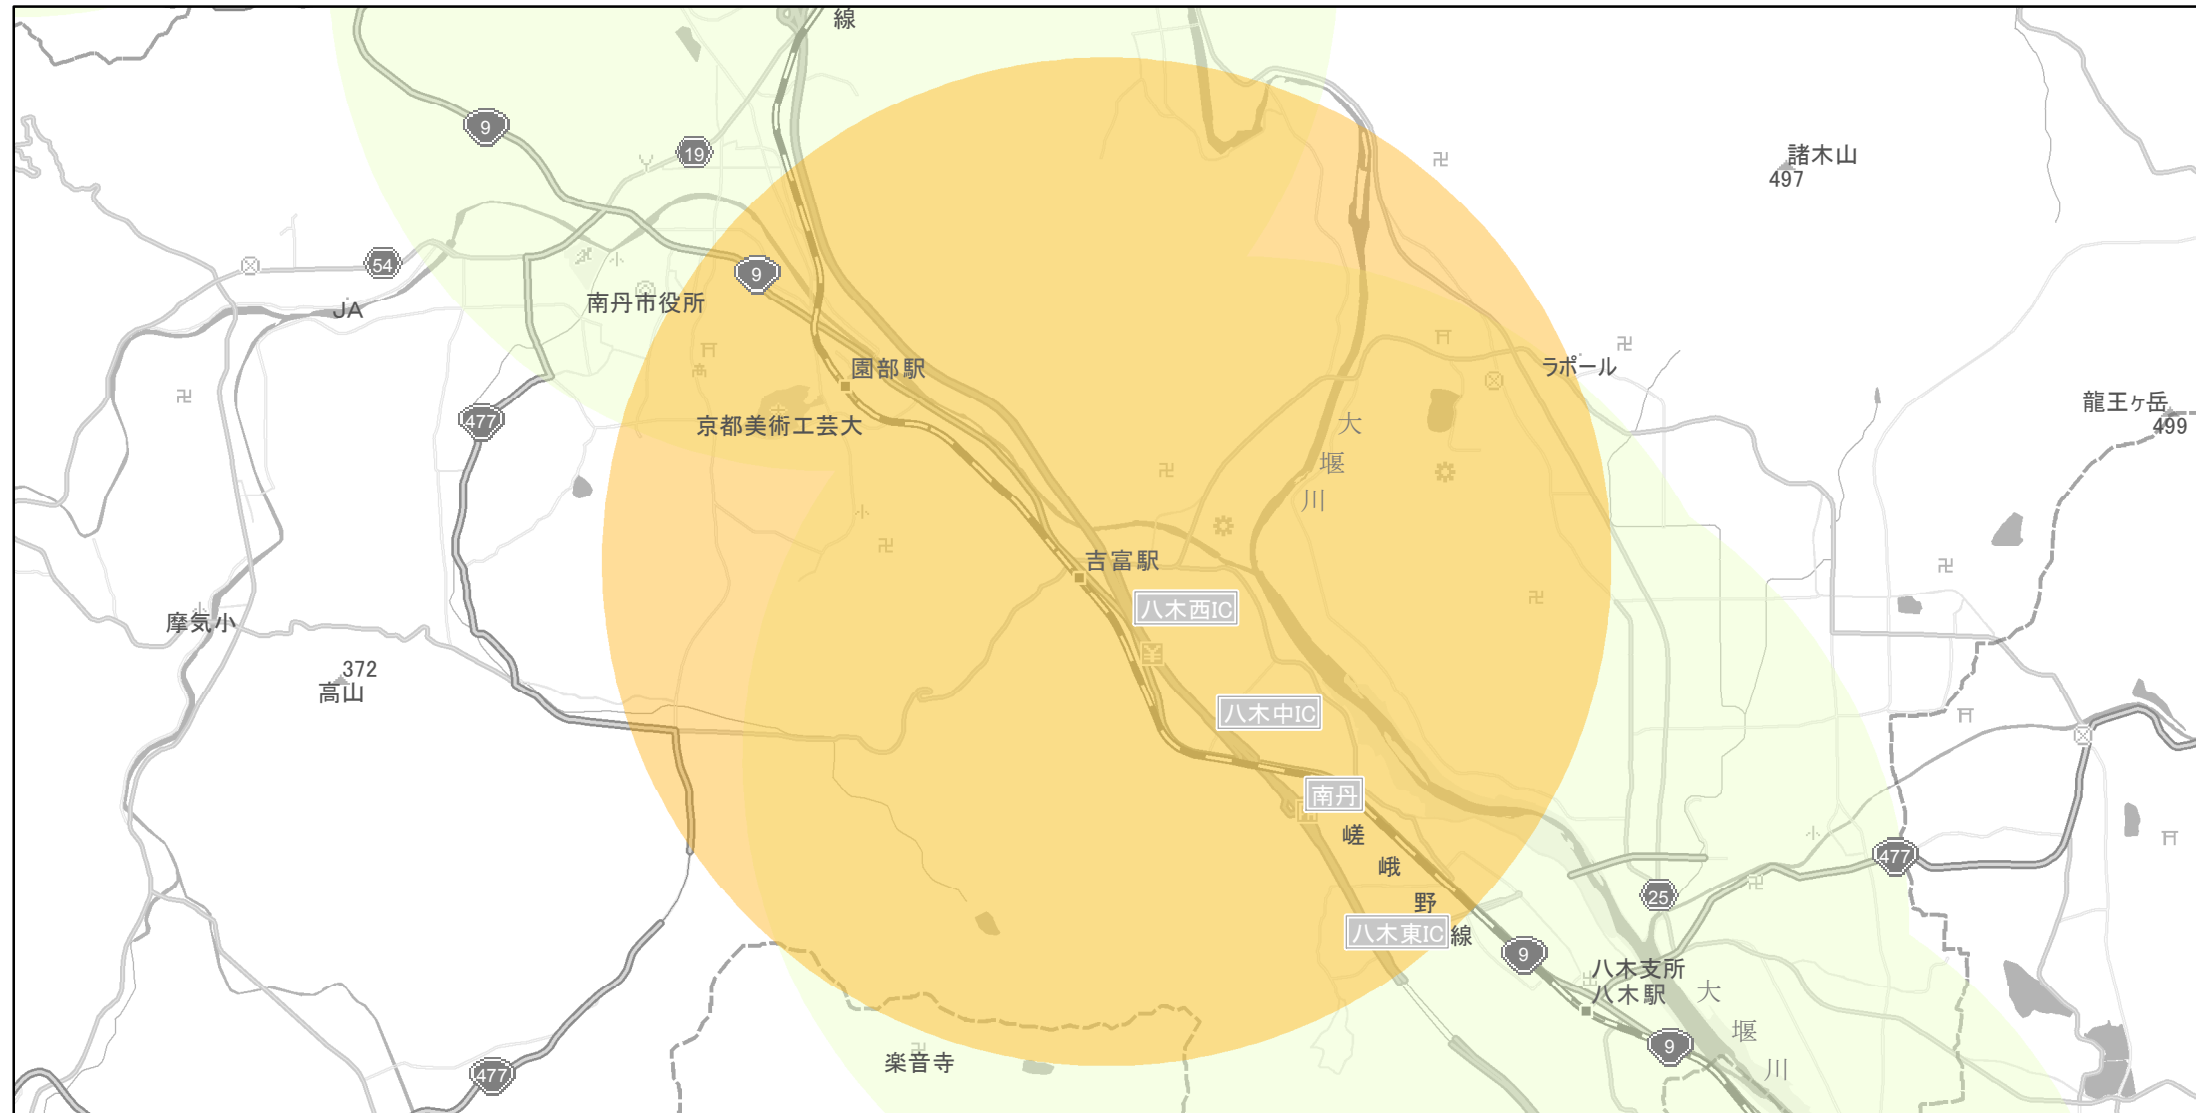 線
9
19
諸木山
497
54
9
南丹市役所
JA
園部駅
ラポール
龍王ヶ岳
499
477
京都美術工芸大
大
堰
川
吉富駅
八木西IC
摩気小
372
高山
八木中IC
南丹
嵯
峨
野
線
477
25
八木東IC
9
八木支所
八木駅
大
堰
川
9
楽音寺
477